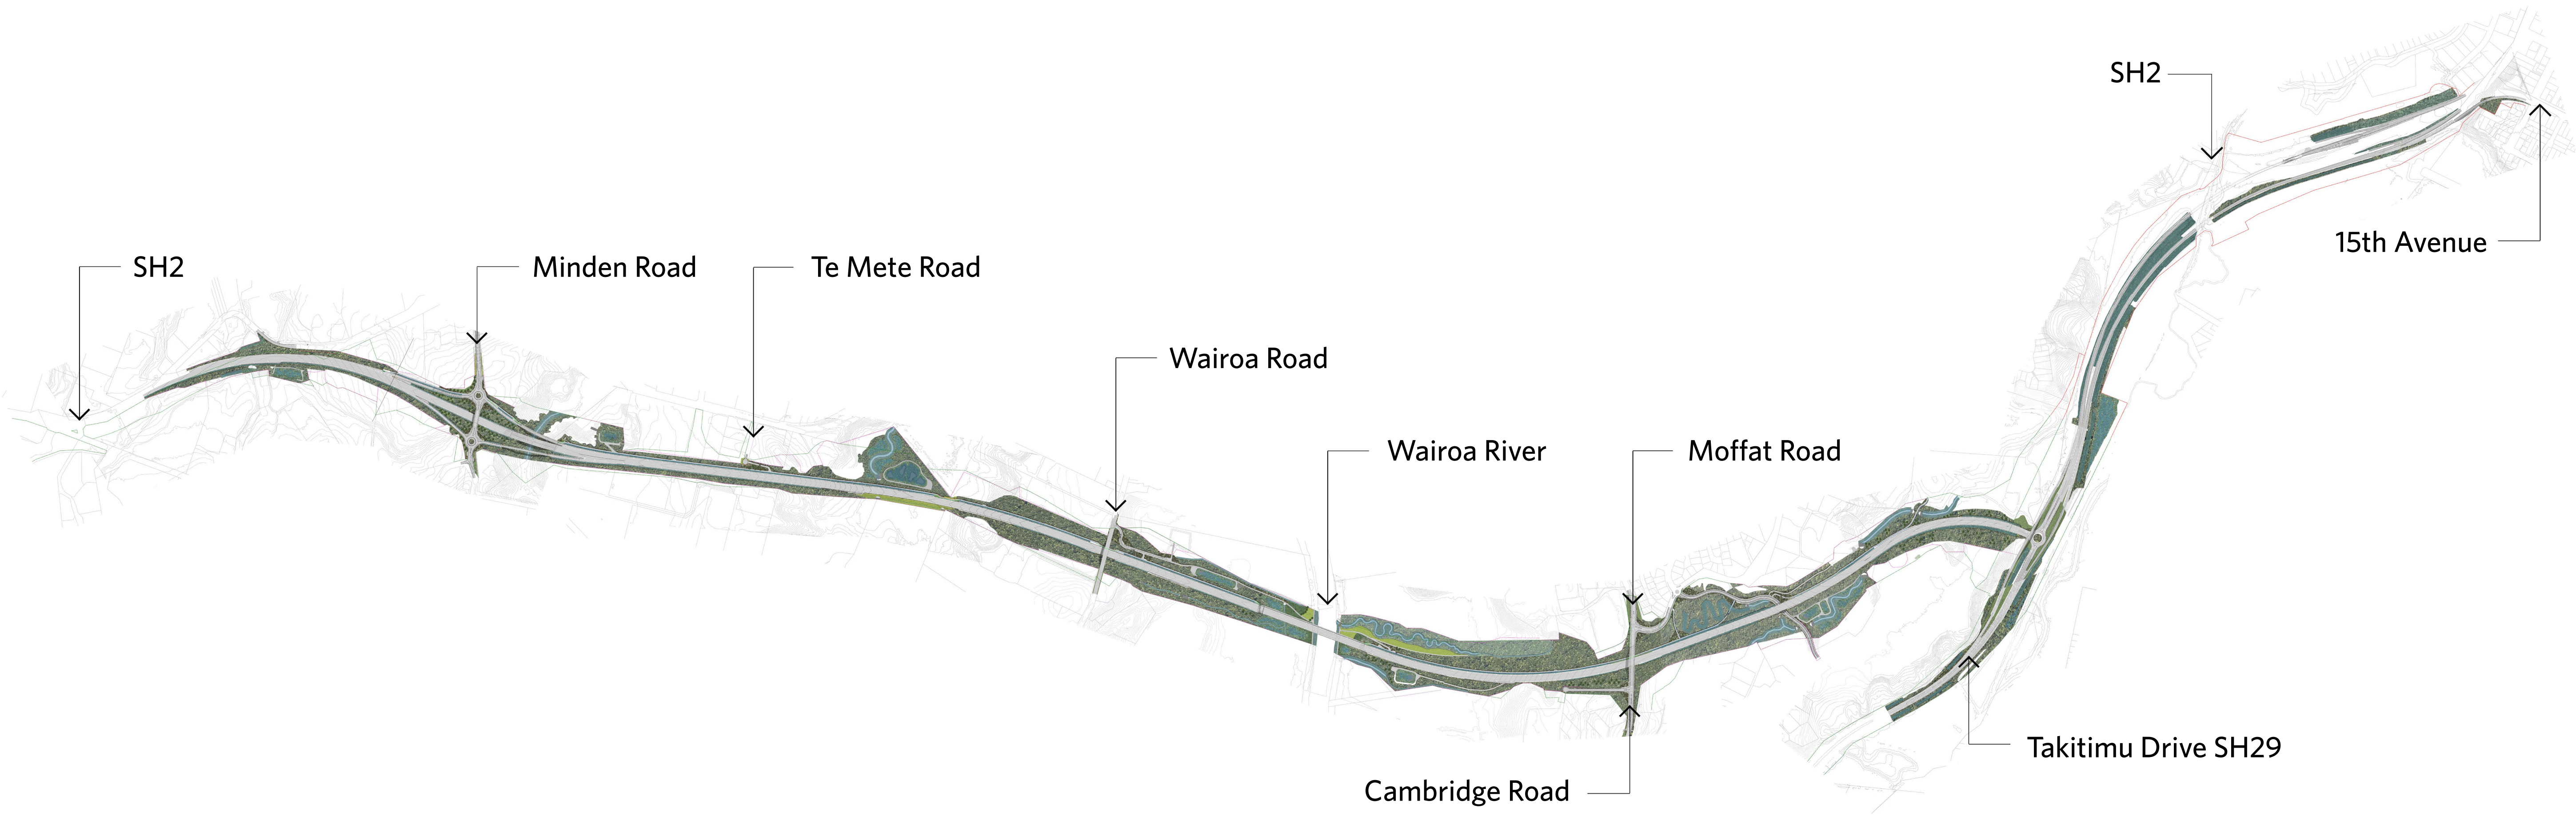 SH2
15th Avenue
SH2
Minden Road
Te Mete Road
Wairoa Road
Wairoa River
Moffat Road
Takitimu Drive SH29
Cambridge Road